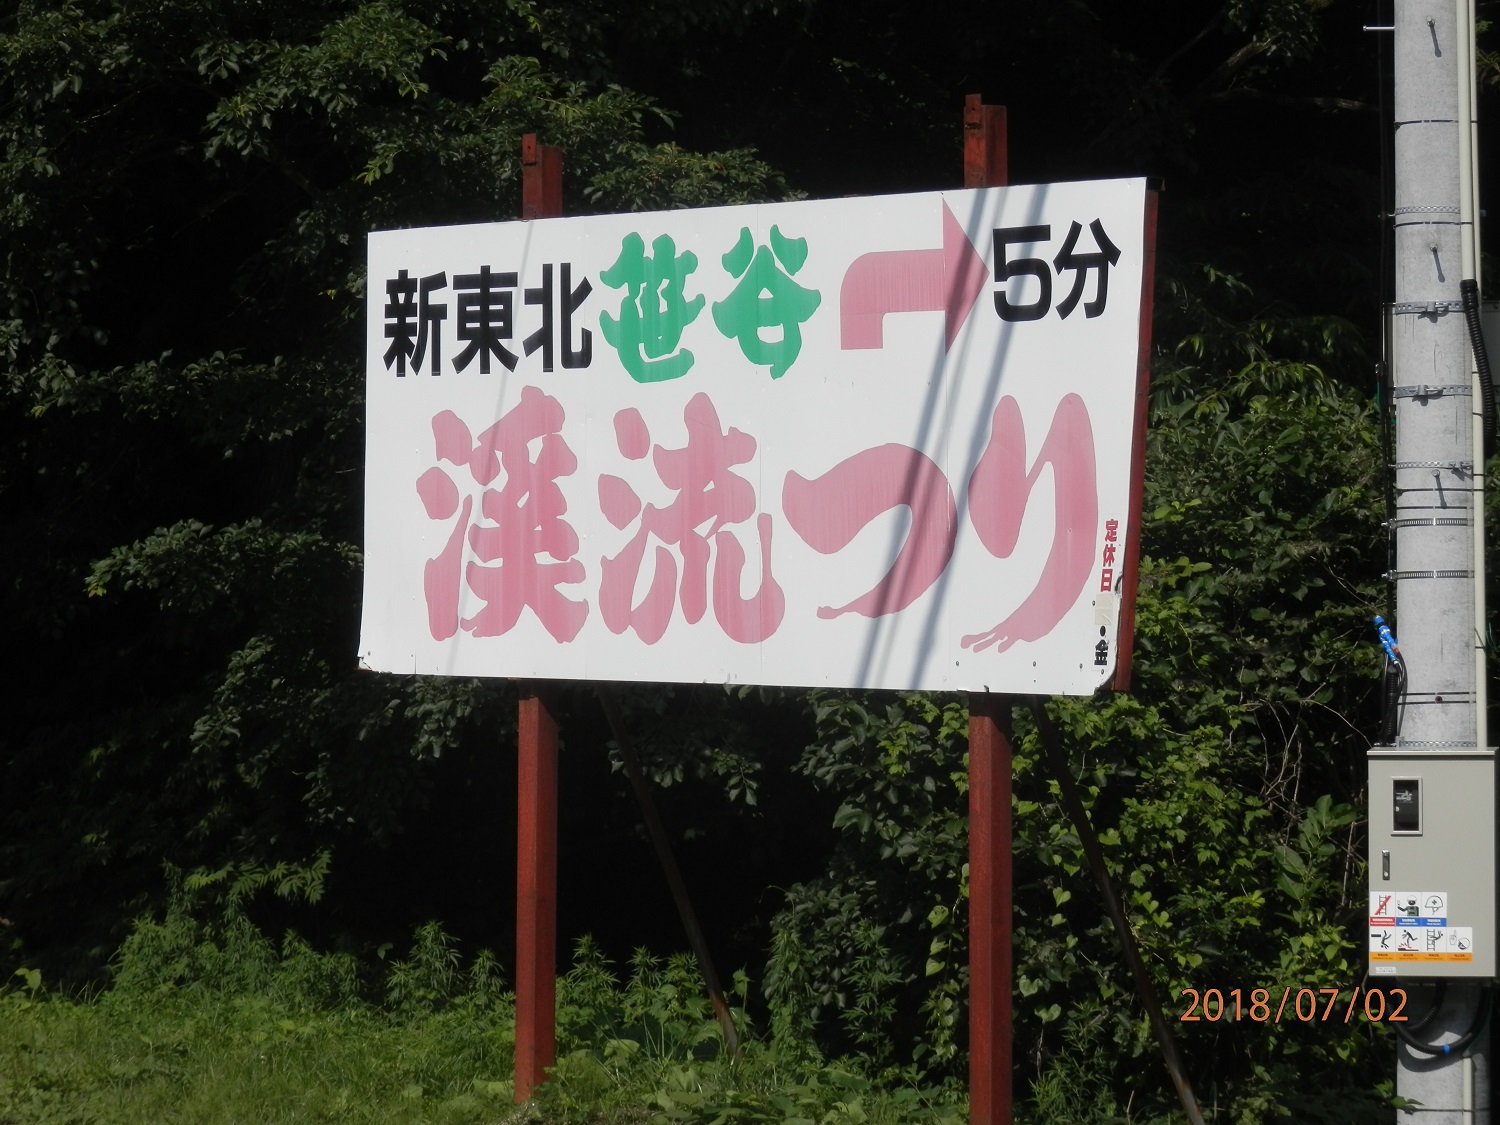 新東北笹谷 5分
渓流つり
定休日
・金
2018/07/02